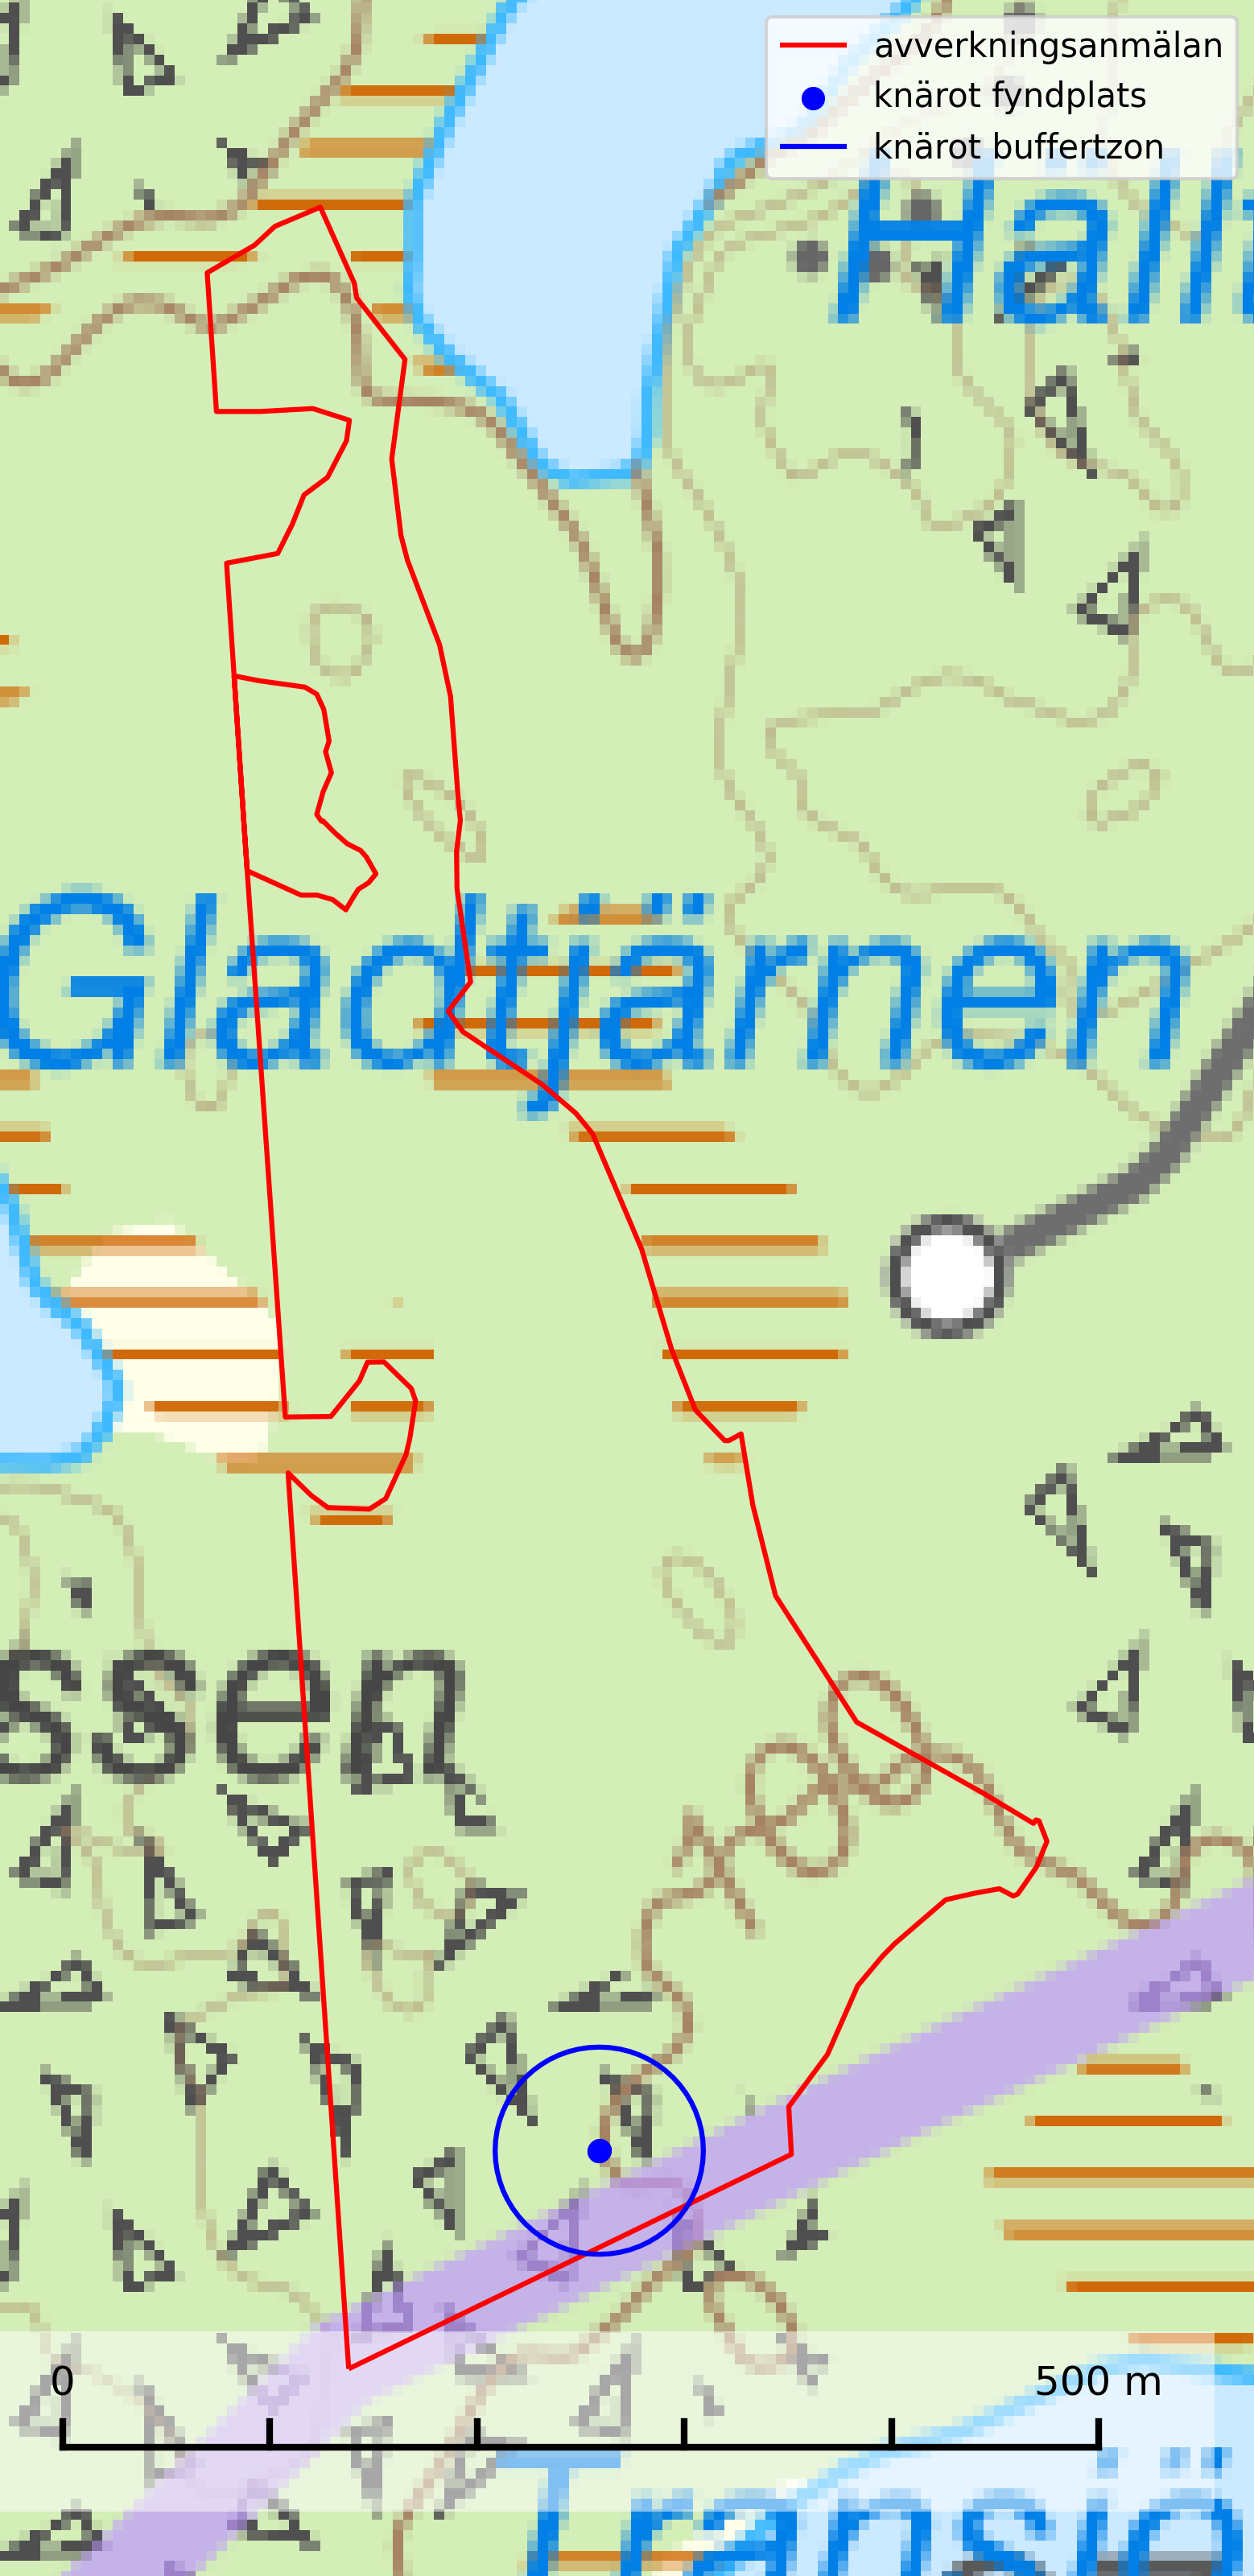 avverkningsanmälan
knärot fyndplats
knärot buffertzon
Gladtjärnen
ssen
0 500 m